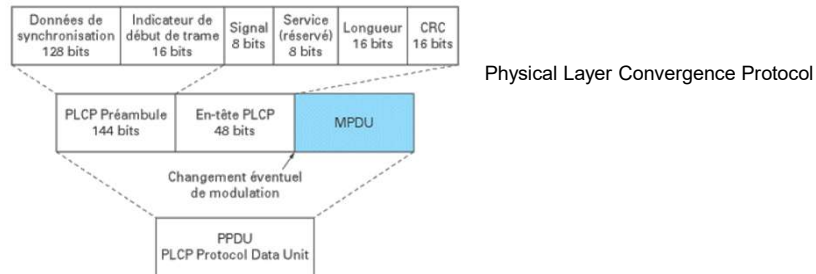 Données de
synchronisation
128 bits
Indicateur de
début de trame
16 bits
Signal
8 bits
Service
(réservé)
8 bits
Longueur
16 bits
CRC
16 bits
Physical Layer Convergence Protocol
PLCP Préambule
144 bits
En-tête PLCP
48 bits
MPDU
Changement éventuel
de modulation
PPDU
PLCP Protocol Data Unit